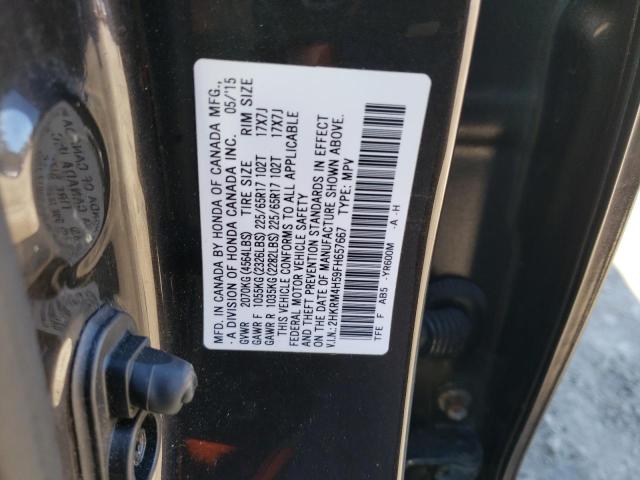 MFD. IN CANADA BY HONDA OF CANADA MFG.,
-A DIVISION OF HONDA CANADA INC. 05/'15
GVWR 2070KG(4564LBS) TIRE SIZE RIM SIZE
GAWR F 1055KG(2326LBS) 225/65R17 102T 17X7J
GAWR R 1035KG(2282LBS) 225/65R17 102T 17X7J
THIS VEHICLE CONFORMS TO ALL APPLICABLE
FEDERAL MOTOR VEHICLE SAFETY
AND THEFT PREVENTION STANDARDS IN EFFECT
ON THE DATE OF MANUFACTURE SHOWN ABOVE.
V.I.N.: 2HKRM4H59FH657667 TYPE: MPV
TFE F AB5 -YR600M -A -H